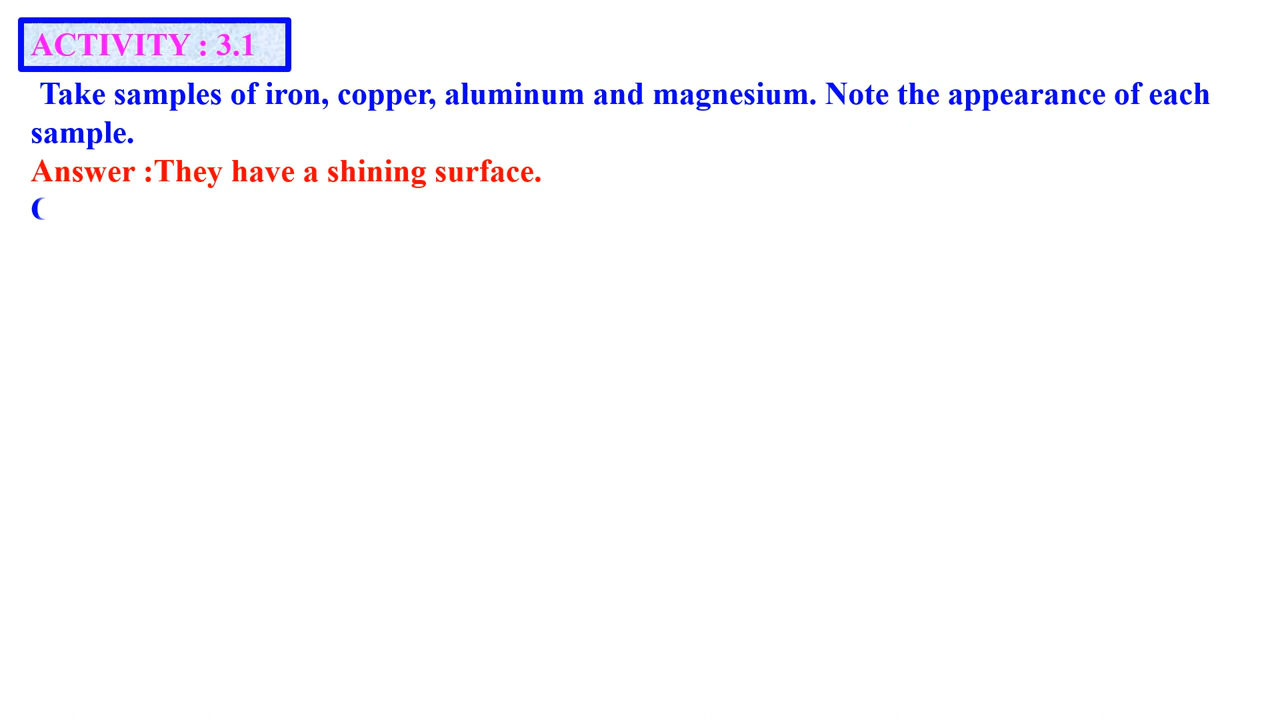 ACTIVITY : 3.1
Take samples of iron, copper, aluminum and magnesium. Note the appearance of each
sample.
Answer :They have a shining surface.